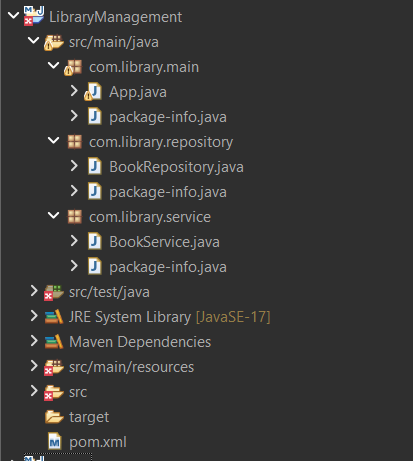 LibraryManagement
src/main/java
com.library.main
App.java
package-info.java
com.library.repository
BookRepository.java
package-info.java
com.library.service
BookService.java
package-info.java
src/test/java
JRE System Library [JavaSE-17]
Maven Dependencies
src/main/resources
src
target
pom.xml